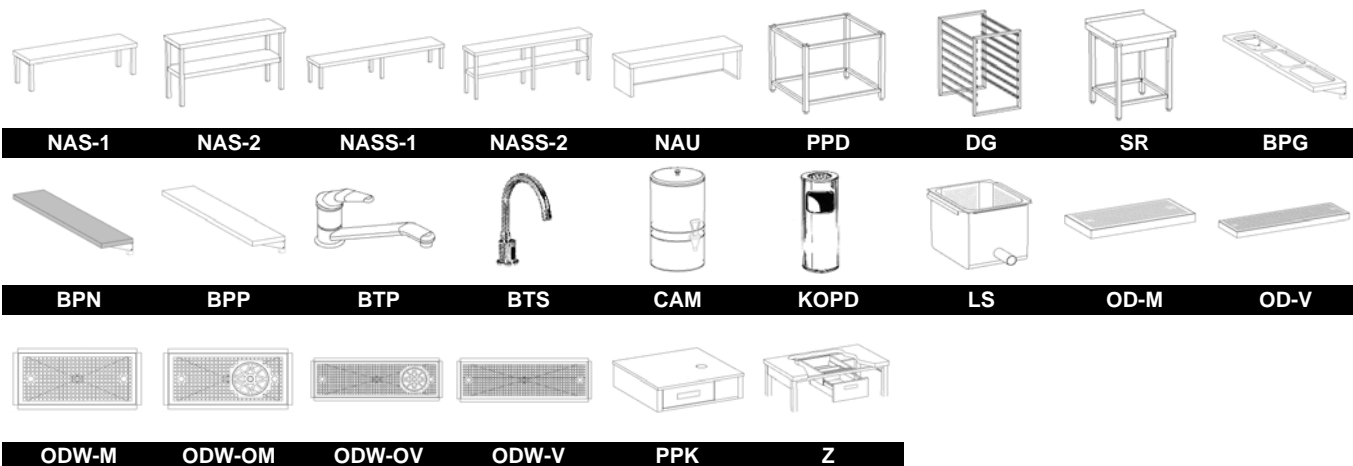 NAS-1 NAS-2 NASS-1 NASS-2 NAU PPD DG SR BPG
BPN BPP BTP BTS CAM KOPD LS OD-M OD-V
ODW-M ODW-OM ODW-OV ODW-V PPK Z